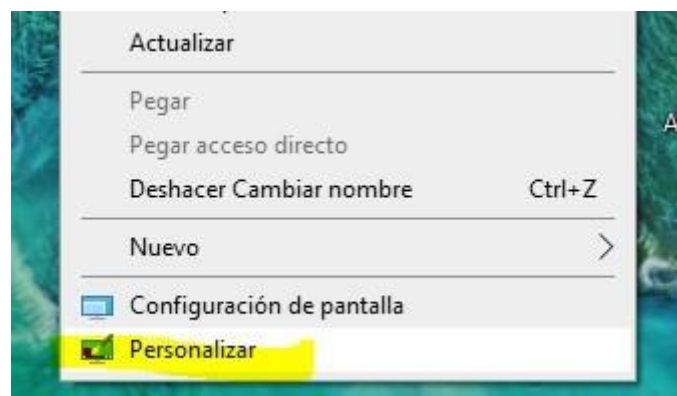 Actualizar
Pegar
Pegar acceso directo
Deshacer Cambiar nombre Ctrl+Z
Nuevo
Configuración de pantalla
Personalizar